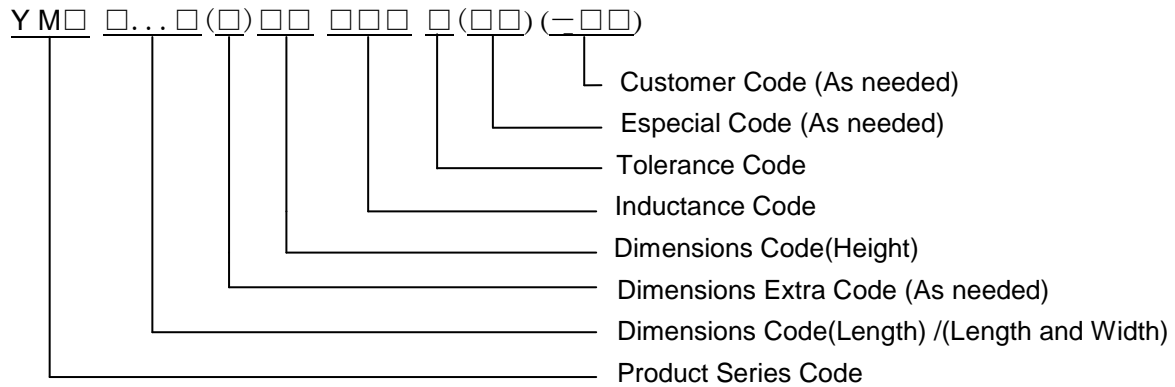 YM□ □...□(□)□□ □□□ □(□□)(-□□)
Customer Code (As needed)
Especial Code (As needed)
Tolerance Code
Inductance Code
Dimensions Code(Height)
Dimensions Extra Code (As needed)
Dimensions Code(Length) /(Length and Width)
Product Series Code